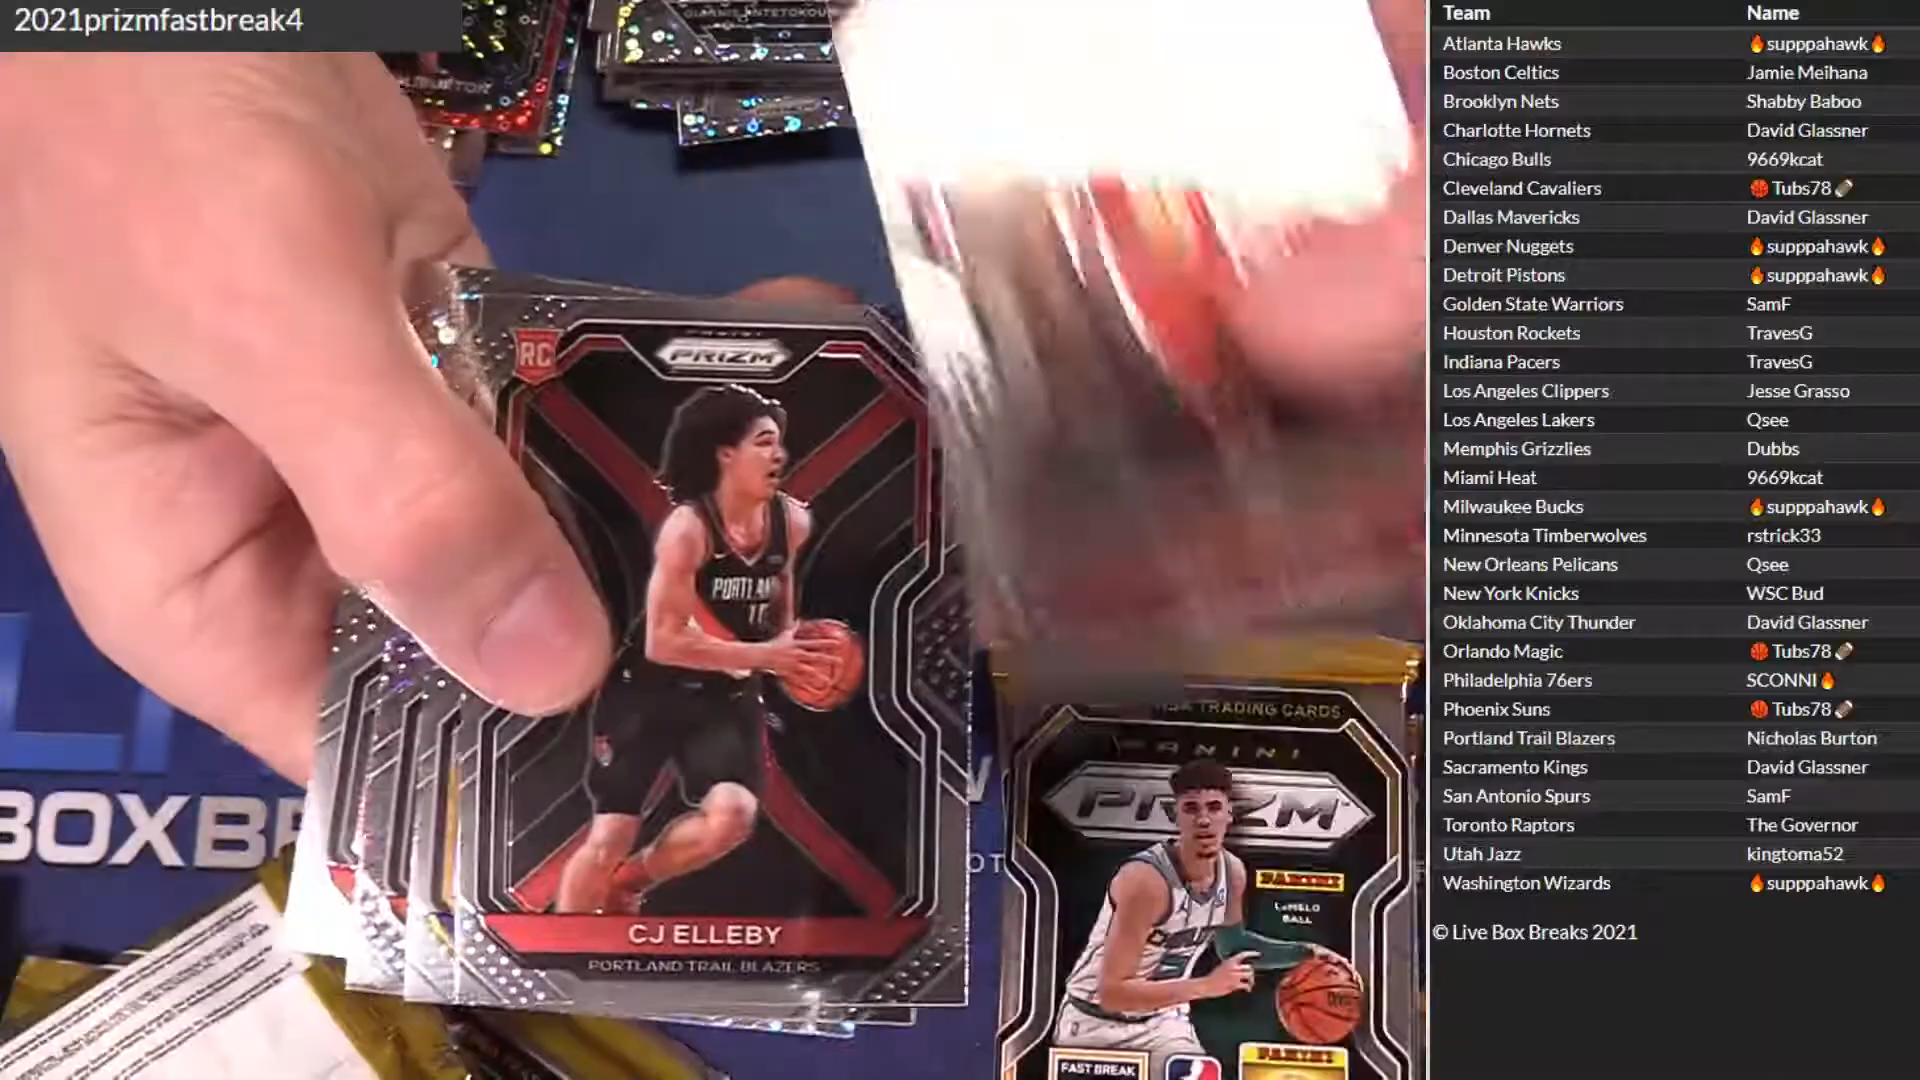 2021prizmfastbreak4
RC
PRIZM
PORTLAND
CJ ELLEBY
PORTLAND TRAIL BLAZERS
BOXBR
TRADING CARDS
PANINI
PRIZM
PANINI
LaMELO
BALL
FAST BREAK
PANINI
Team Name
Atlanta Hawks 🔥supppahawk🔥
Boston Celtics Jamie Meihana
Brooklyn Nets Shabby Baboo
Charlotte Hornets David Glassner
Chicago Bulls 9669kcat
Cleveland Cavaliers 🏀Tubs78🏈
Dallas Mavericks David Glassner
Denver Nuggets 🔥supppahawk🔥
Detroit Pistons 🔥supppahawk🔥
Golden State Warriors SamF
Houston Rockets TravesG
Indiana Pacers TravesG
Los Angeles Clippers Jesse Grasso
Los Angeles Lakers Qsee
Memphis Grizzlies Dubbs
Miami Heat 9669kcat
Milwaukee Bucks 🔥supppahawk🔥
Minnesota Timberwolves rstrick33
New Orleans Pelicans Qsee
New York Knicks WSC Bud
Oklahoma City Thunder David Glassner
Orlando Magic 🏀Tubs78🏈
Philadelphia 76ers SCONNI🔥
Phoenix Suns 🏀Tubs78🏈
Portland Trail Blazers Nicholas Burton
Sacramento Kings David Glassner
San Antonio Spurs SamF
Toronto Raptors The Governor
Utah Jazz kingtoma52
Washington Wizards 🔥supppahawk🔥
© Live Box Breaks 2021